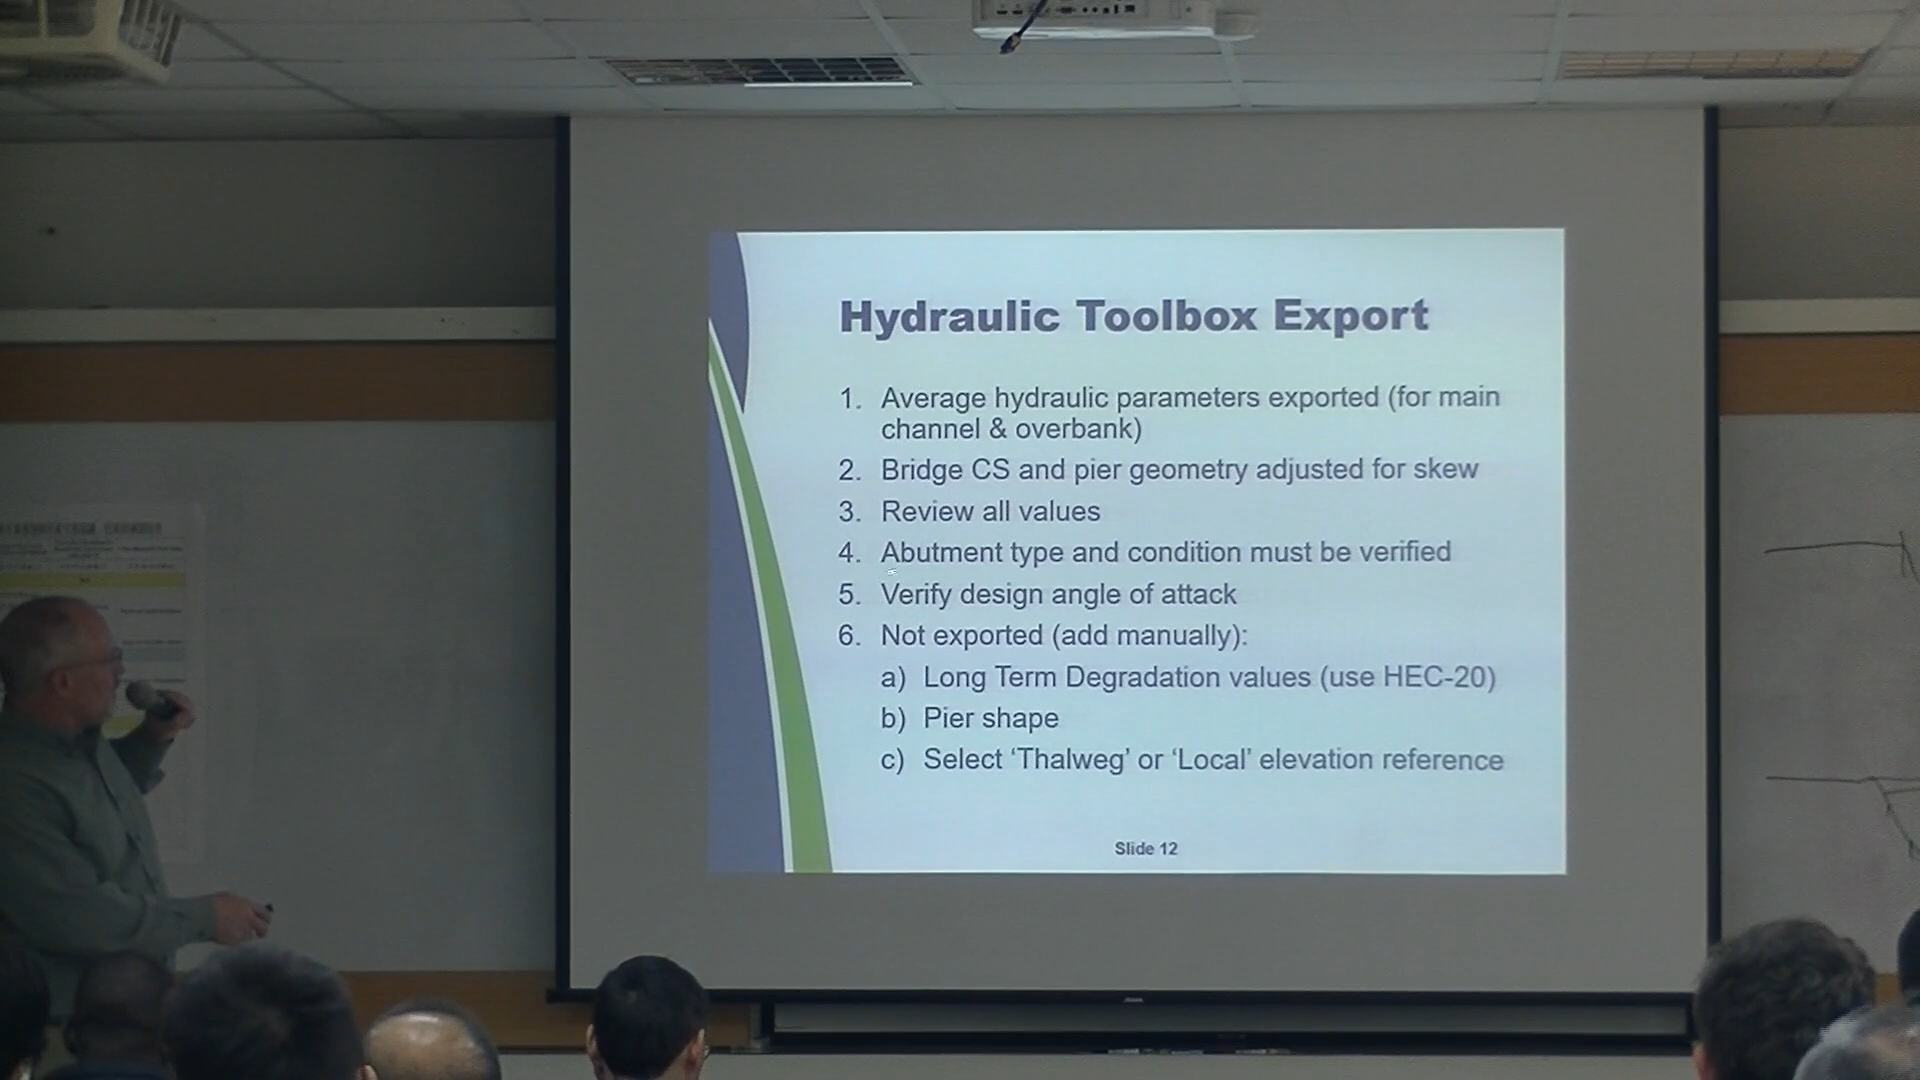 Hydraulic Toolbox Export
1. Average hydraulic parameters exported (for main
channel & overbank)
2. Bridge CS and pier geometry adjusted for skew
3. Review all values
4. Abutment type and condition must be verified
5. Verify design angle of attack
6. Not exported (add manually):
a) Long Term Degradation values (use HEC-20)
b) Pier shape
c) Select ‘Thalweg’ or ‘Local’ elevation reference
Slide 12